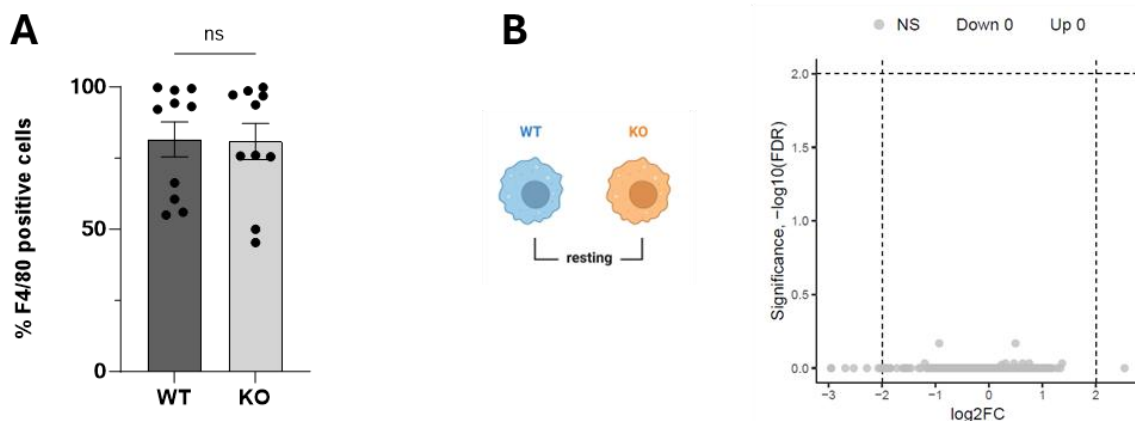 A
ns
100
50
0
% F4/80 positive cells
WT
KO
B
WT
KO
resting
NS Down 0 Up 0
2.0
1.5
1.0
0.5
0.0
Significance, −log10(FDR)
−3 −2 −1 0 1 2
log2FC